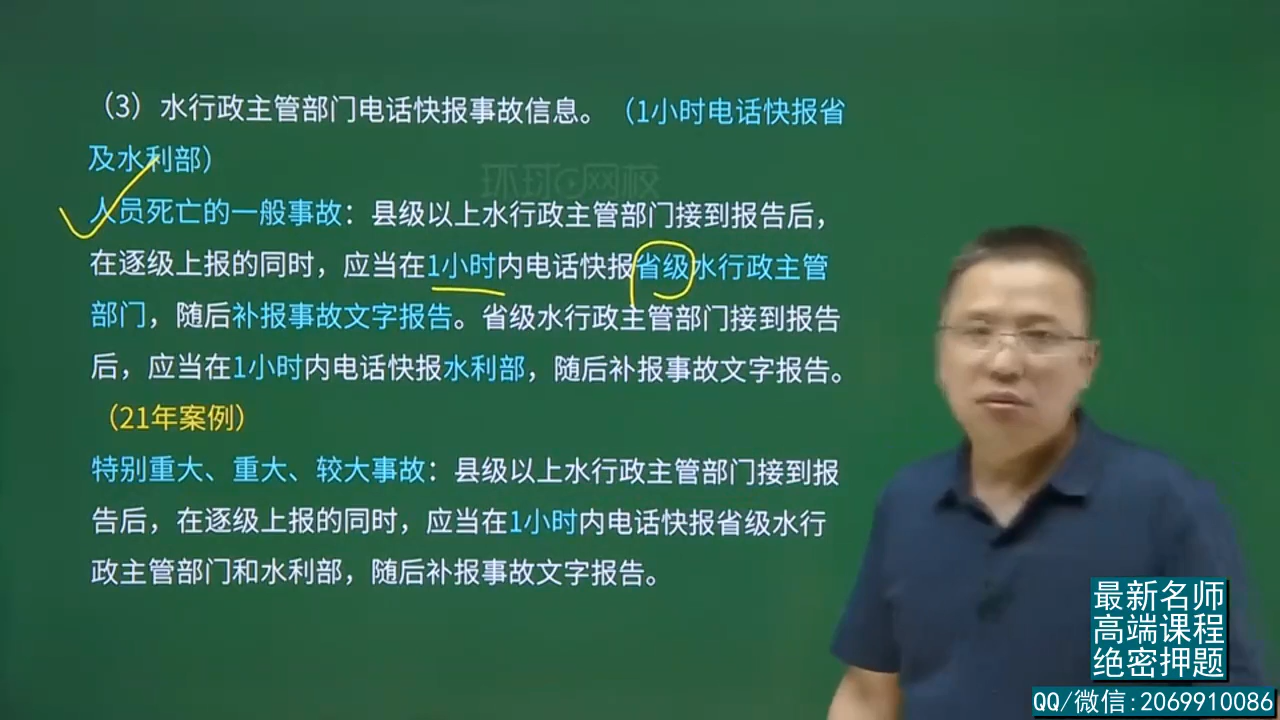 （3）水行政主管部门电话快报事故信息。（1小时电话快报省
及水利部）
环球网校
人员死亡的一般事故：县级以上水行政主管部门接到报告后，
在逐级上报的同时，应当在1小时内电话快报省级水行政主管
部门，随后补报事故文字报告。省级水行政主管部门接到报告
后，应当在1小时内电话快报水利部，随后补报事故文字报告。
（21年案例）
特别重大、重大、较大事故：县级以上水行政主管部门接到报
告后，在逐级上报的同时，应当在1小时内电话快报省级水行
政主管部门和水利部，随后补报事故文字报告。
最新名师
高端课程
绝密押题
QQ/微信:2069910086